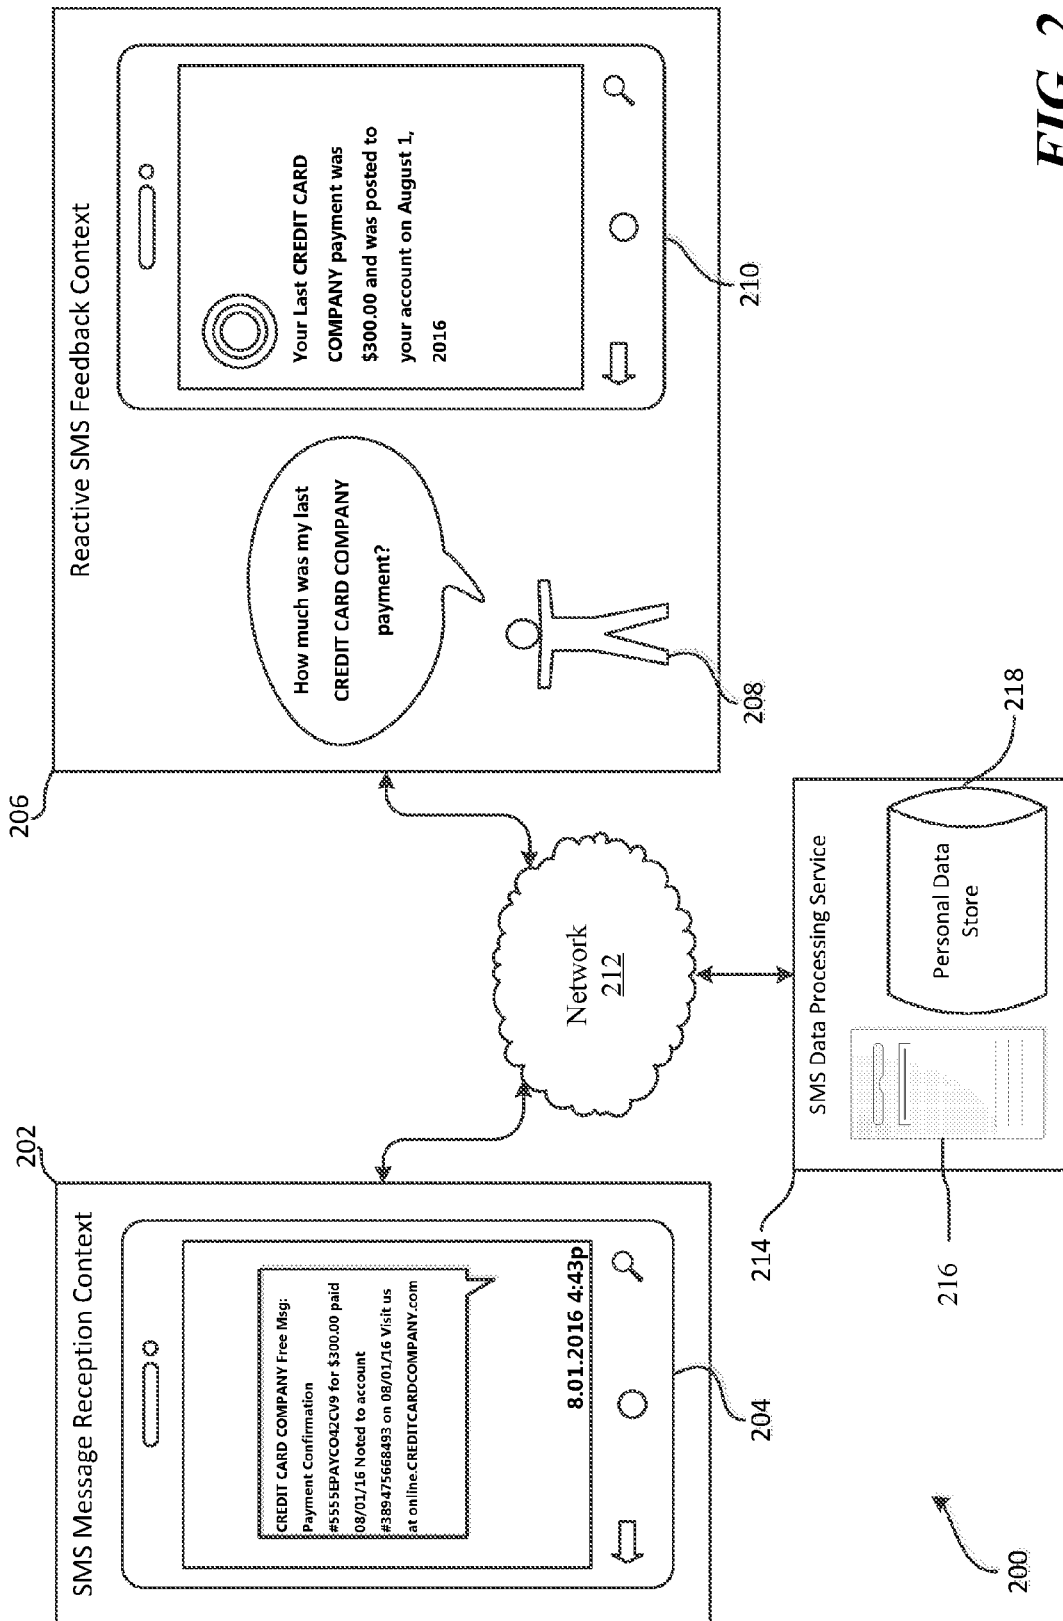 202
SMS Message Reception Context
CREDIT CARD COMPANY Free Msg:
Payment Confirmation
#5555EPAYCO42CV9 for $300.00 paid
08/01/16 Noted to account
#389475668493 on 08/01/16 Visit us
at online.CREDITCARDCOMPANY.com
8.01.2016 4:43p
204
206
Reactive SMS Feedback Context
How much was my last
CREDIT CARD COMPANY
payment?
208
Your Last CREDIT CARD
COMPANY payment was
$300.00 and was posted to
your account on August 1,
2016
210
Network
212
214
SMS Data Processing Service
216
Personal Data
Store
218
200
FIG. 2